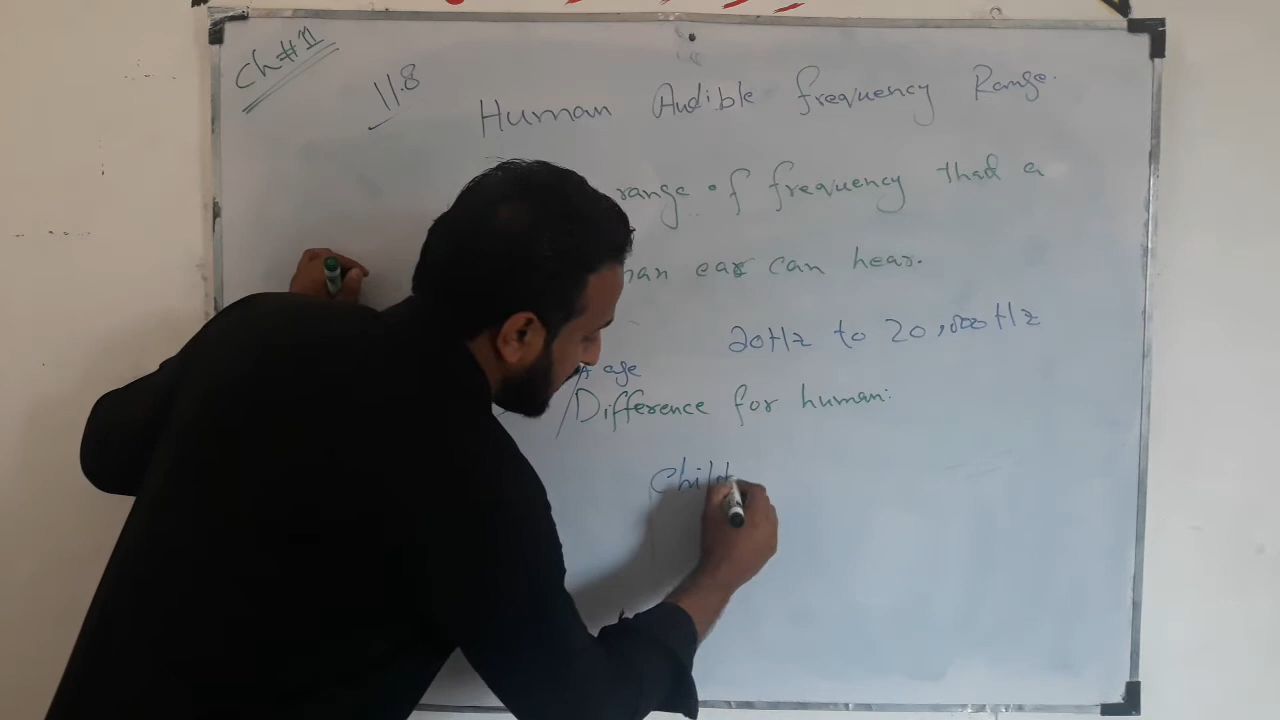 Ch#11
11.8
Human Audible frequency Range.
range of frequency that a
ear can hear.
20Hz to 20,000Hz
age
Difference for human:
Child